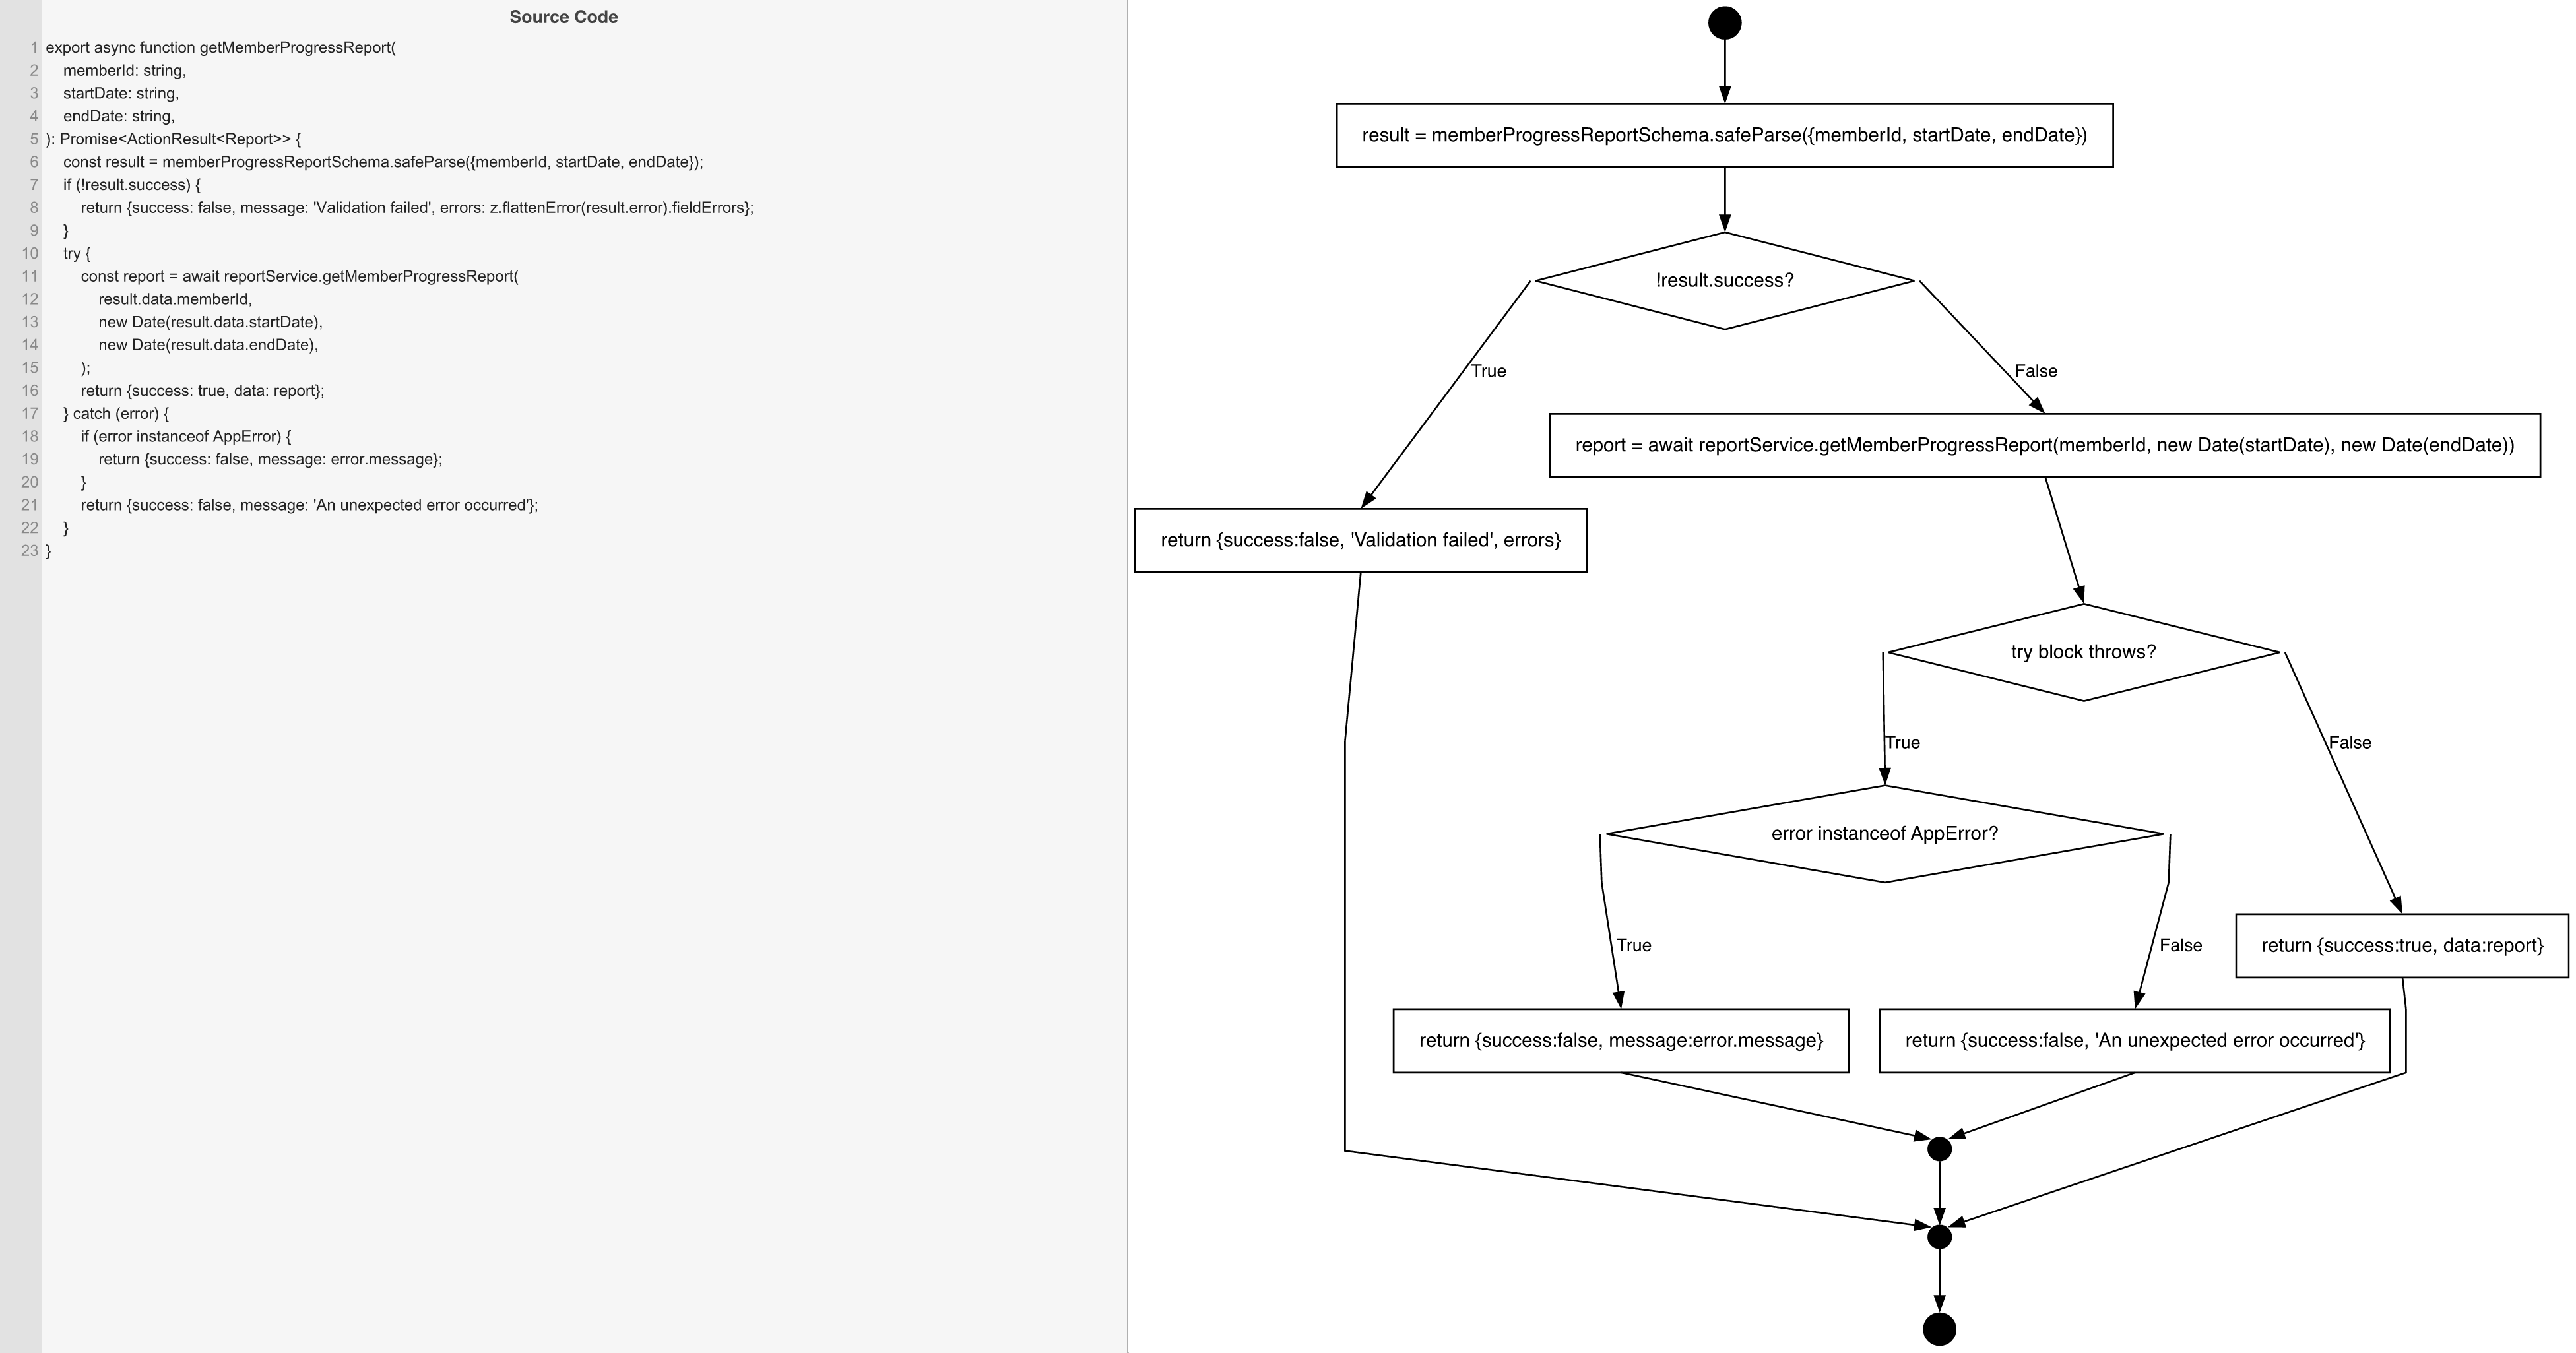 Source Code
1 export async function getMemberProgressReport(
2 memberId: string,
3 startDate: string,
4 endDate: string,
5 ): Promise<ActionResult<Report>> {
6 const result = memberProgressReportSchema.safeParse({memberId, startDate, endDate});
7 if (!result.success) {
8 return {success: false, message: 'Validation failed', errors: z.flattenError(result.error).fieldErrors};
9 }
10 try {
11 const report = await reportService.getMemberProgressReport(
12 result.data.memberId,
13 new Date(result.data.startDate),
14 new Date(result.data.endDate),
15 );
16 return {success: true, data: report};
17 } catch (error) {
18 if (error instanceof AppError) {
19 return {success: false, message: error.message};
20 }
21 return {success: false, message: 'An unexpected error occurred'};
22 }
23 }
result = memberProgressReportSchema.safeParse({memberId, startDate, endDate})
!result.success?
True
False
report = await reportService.getMemberProgressReport(memberId, new Date(startDate), new Date(endDate))
return {success:false, 'Validation failed', errors}
try block throws?
True
False
error instanceof AppError?
True
False
return {success:true, data:report}
return {success:false, message:error.message}
return {success:false, 'An unexpected error occurred'}